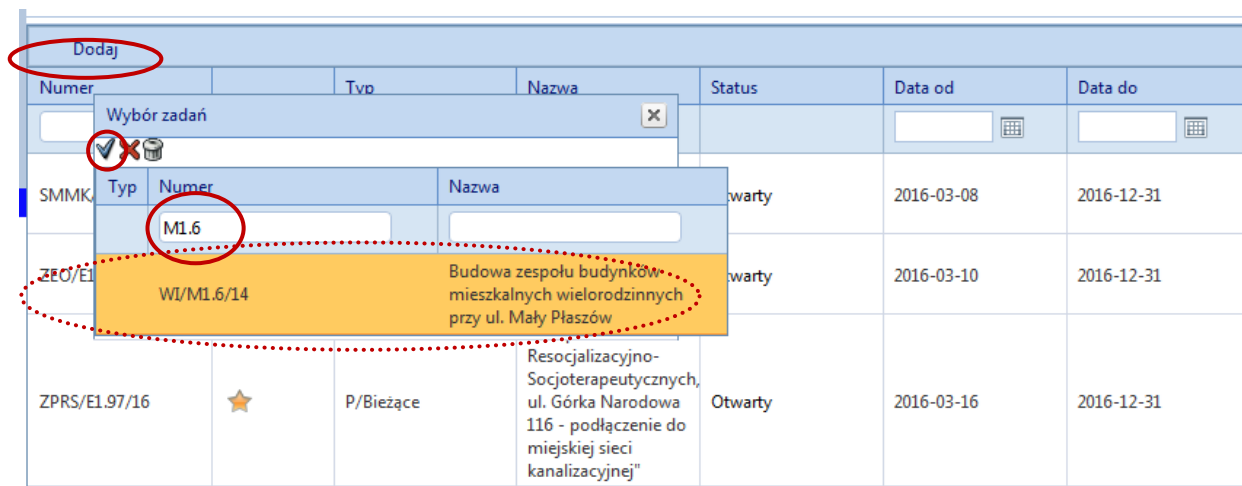 Dodaj
Numer Typ Nazwa Status Data od Data do
Wybór zadań
Typ Numer Nazwa
M1.6
SMMK/ 2016-03-08 2016-12-31
WI/M1.6/14
Budowa zespołu budynków
mieszkalnych wielorodzinnych
przy ul. Mały Płaszów
ZEO/E1 2016-03-10 2016-12-31
ZPRS/E1.97/16 P/Bieżące
Resocjalizacyjno-
Socjoterapeutycznych,
ul. Górka Narodowa
116 - podłączenie do
miejskiej sieci
kanalizacyjnej"
Otwarty 2016-03-16 2016-12-31